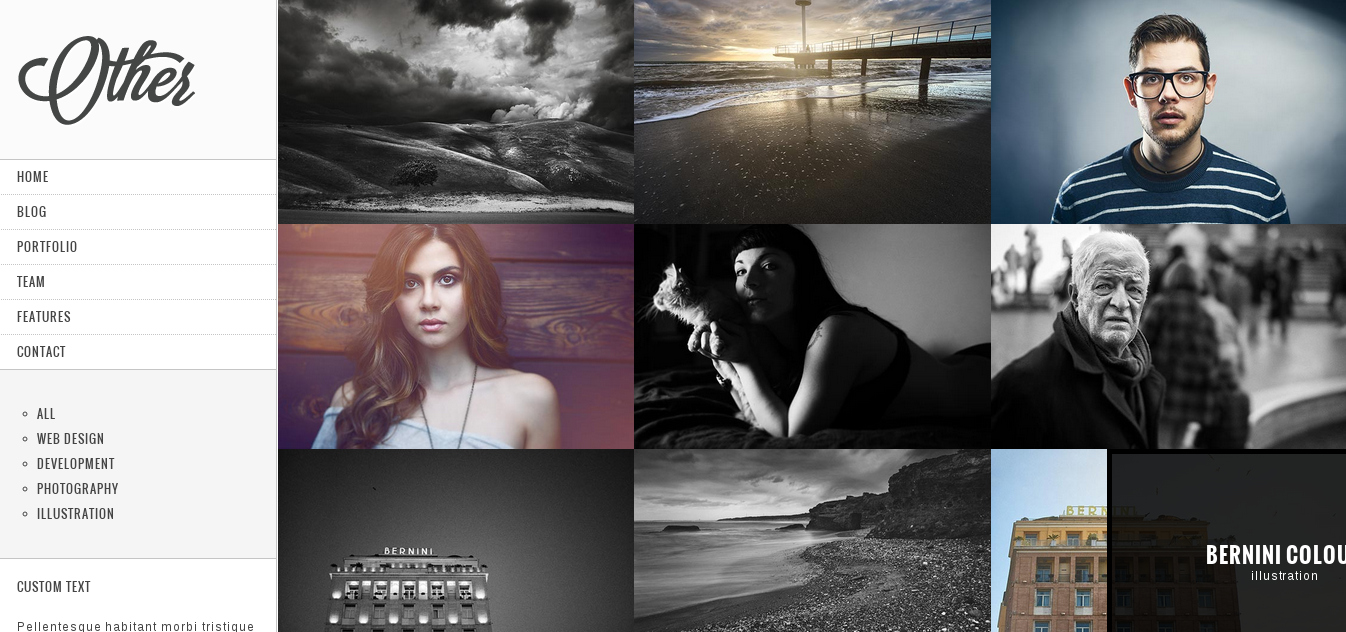 Other
HOME
BLOG
PORTFOLIO
TEAM
FEATURES
CONTACT
ALL
WEB DESIGN
DEVELOPMENT
PHOTOGRAPHY
ILLUSTRATION
CUSTOM TEXT
Pellentesque habitant morbi tristique
BERNINI
BERNINI
BERNINI COLOU
illustration